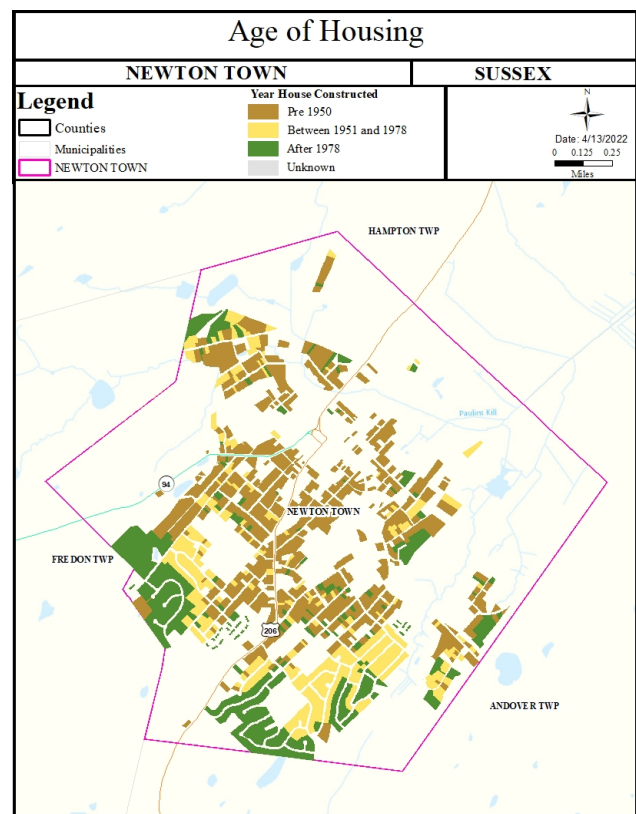 Age of Housing
NEWTON TOWN
SUSSEX
Legend
Counties
Municipalities
NEWTON TOWN
Year House Constructed
Pre 1950
Between 1951 and 1978
After 1978
Unknown
N
Date: 4/13/2022
0 0.125 0.25
Miles
HAMPTON TWP
Paulins Kill
94
NEWTON TOWN
FREDON TWP
206
ANDOVER TWP